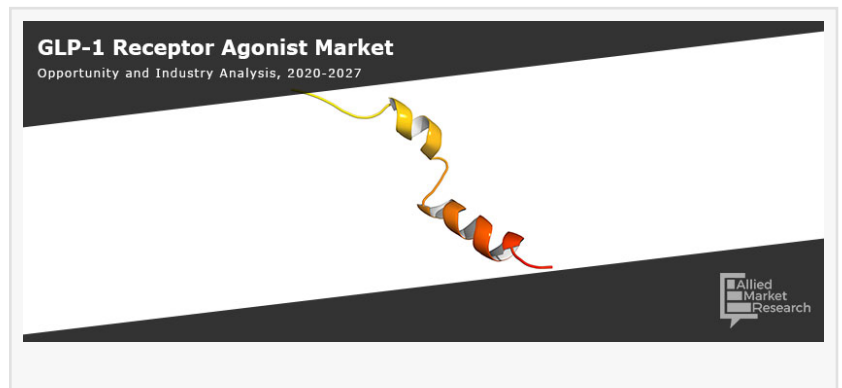 GLP-1 Receptor Agonist Market
Opportunity and Industry Analysis, 2020-2027
Allied
Market
Research